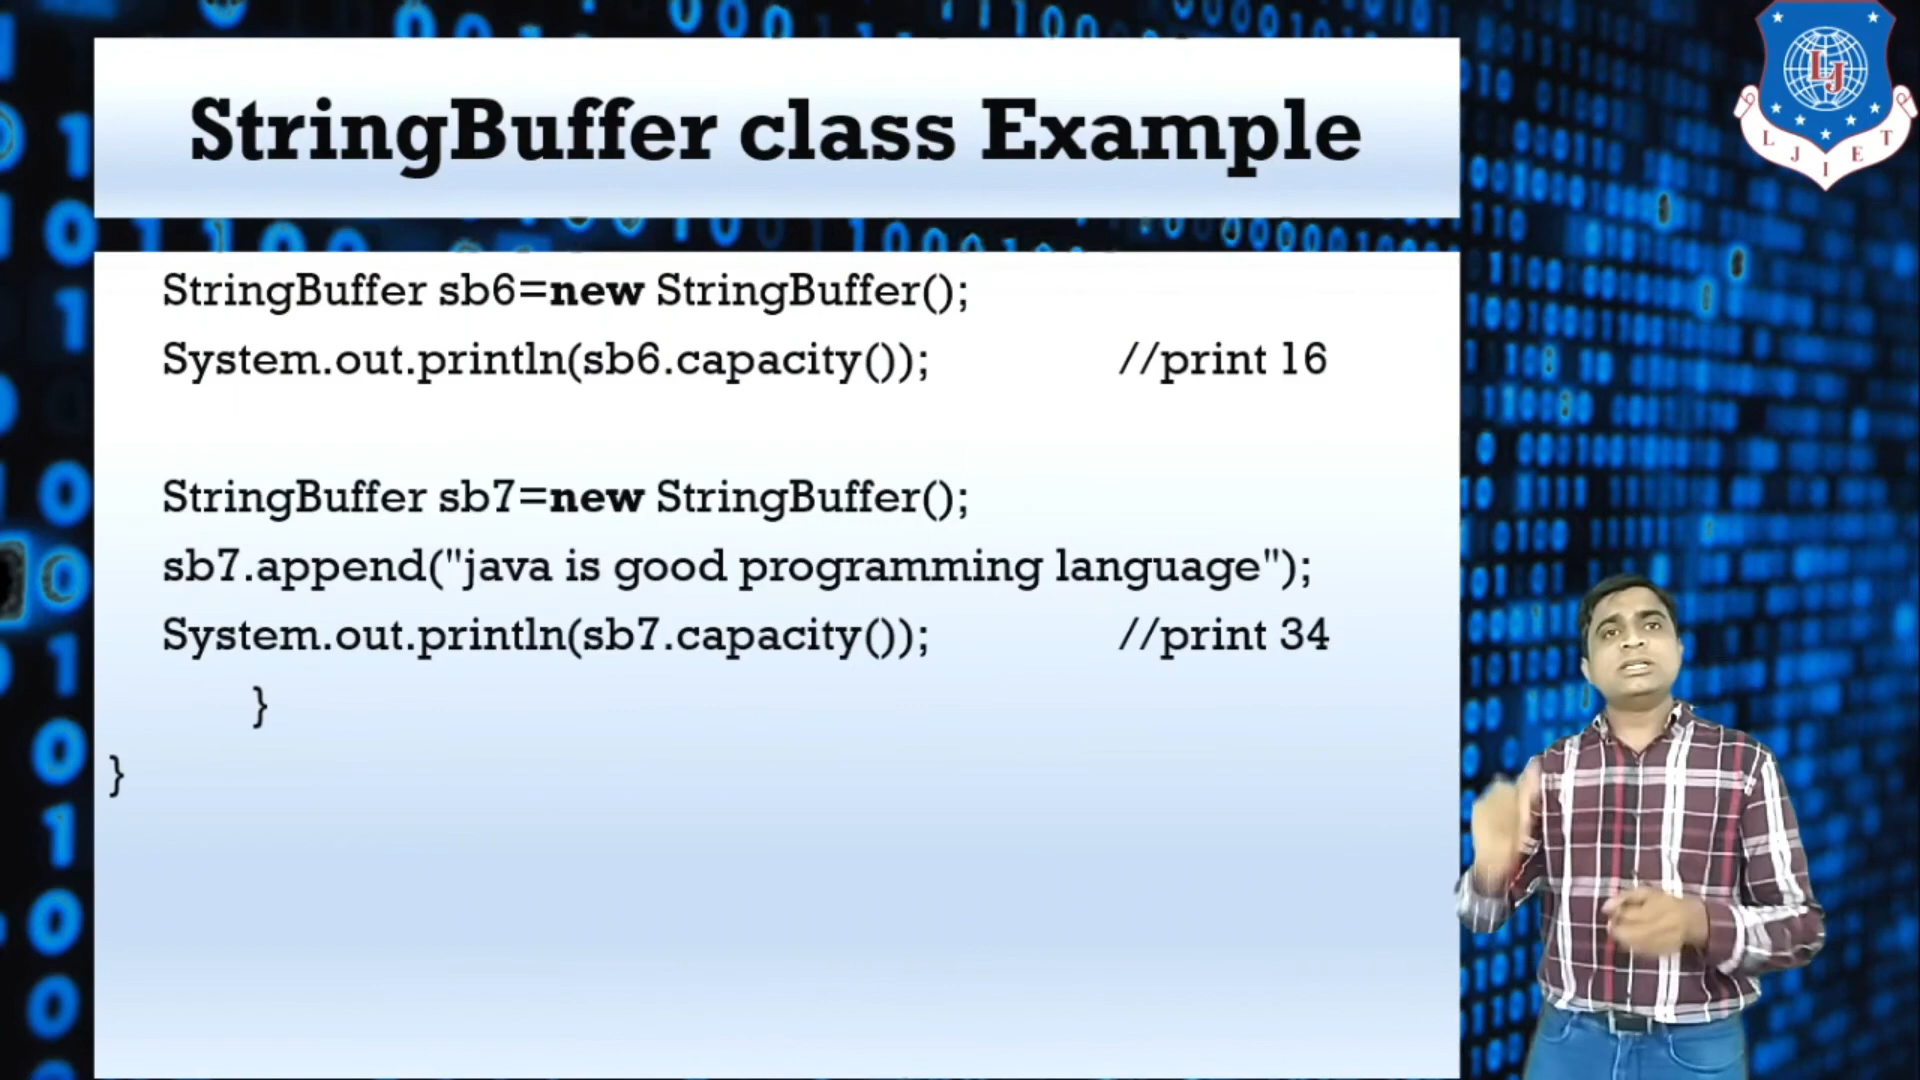 StringBuffer class Example
L J I E T
StringBuffer sb6=new StringBuffer();
System.out.println(sb6.capacity()); //print 16
StringBuffer sb7=new StringBuffer();
sb7.append("java is good programming language");
System.out.println(sb7.capacity()); //print 34
}
}